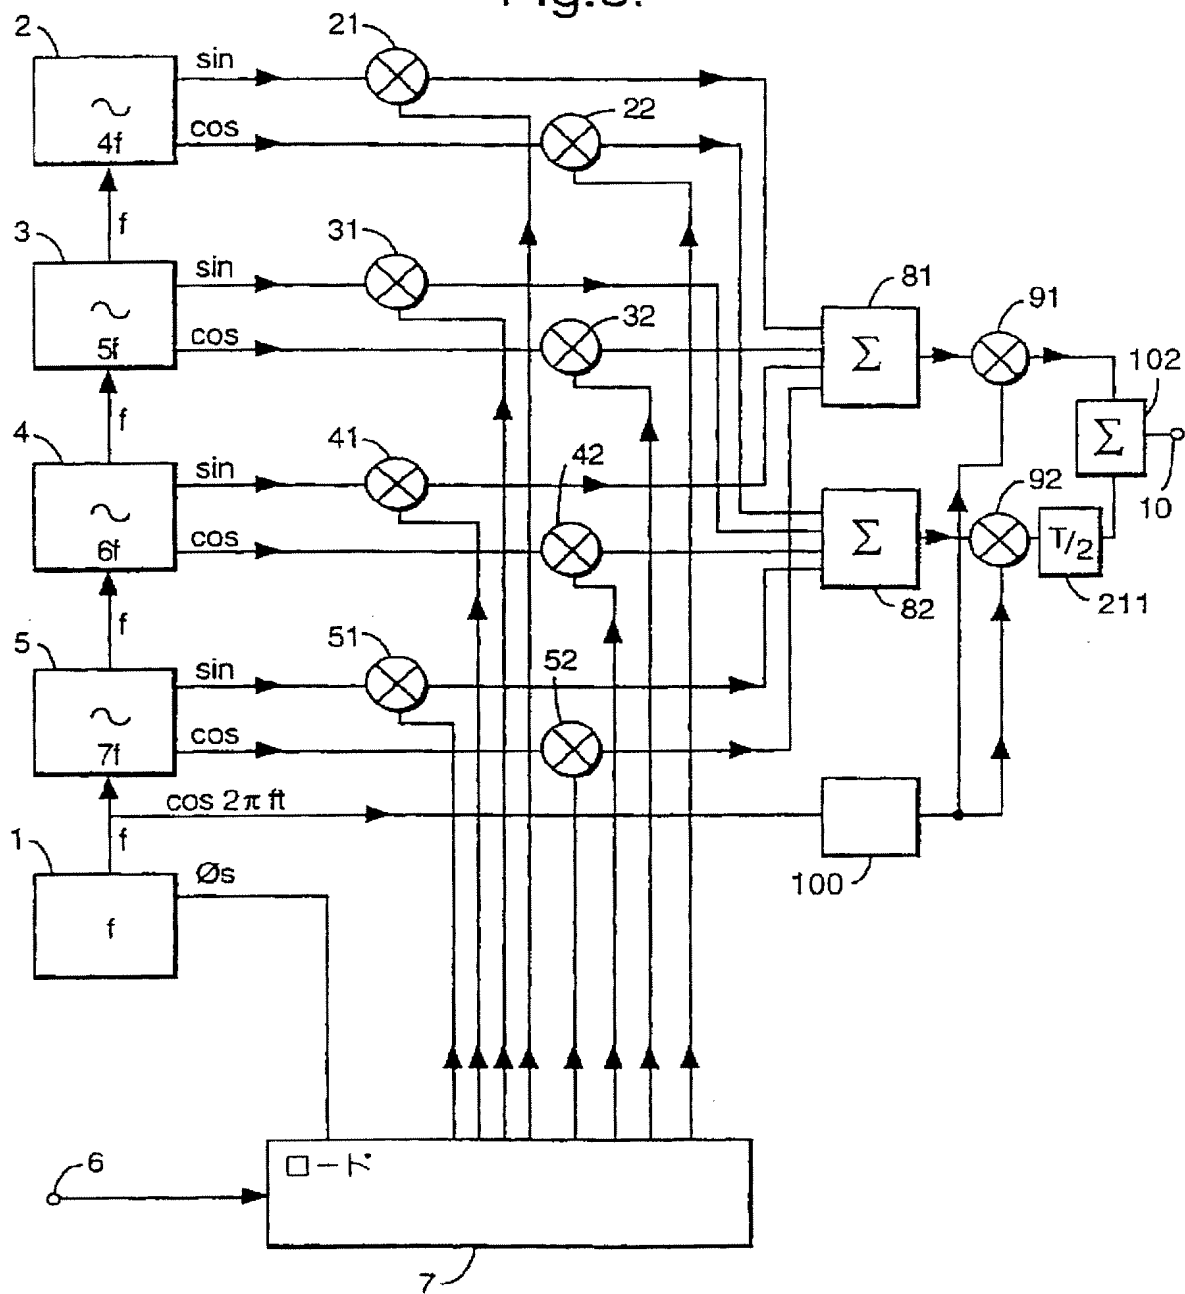 Fig.
2
21
sin
22
cos
4f
f
3
31
sin
32
81
91
cos
5f
102
f
4
41
42
sin
92
10
cos
6f
T/2
f
82
211
5
51
52
sin
cos
7f
cos 2π ft
f
1
Øs
100
f
ロード
6
7
Σ
Σ
Σ